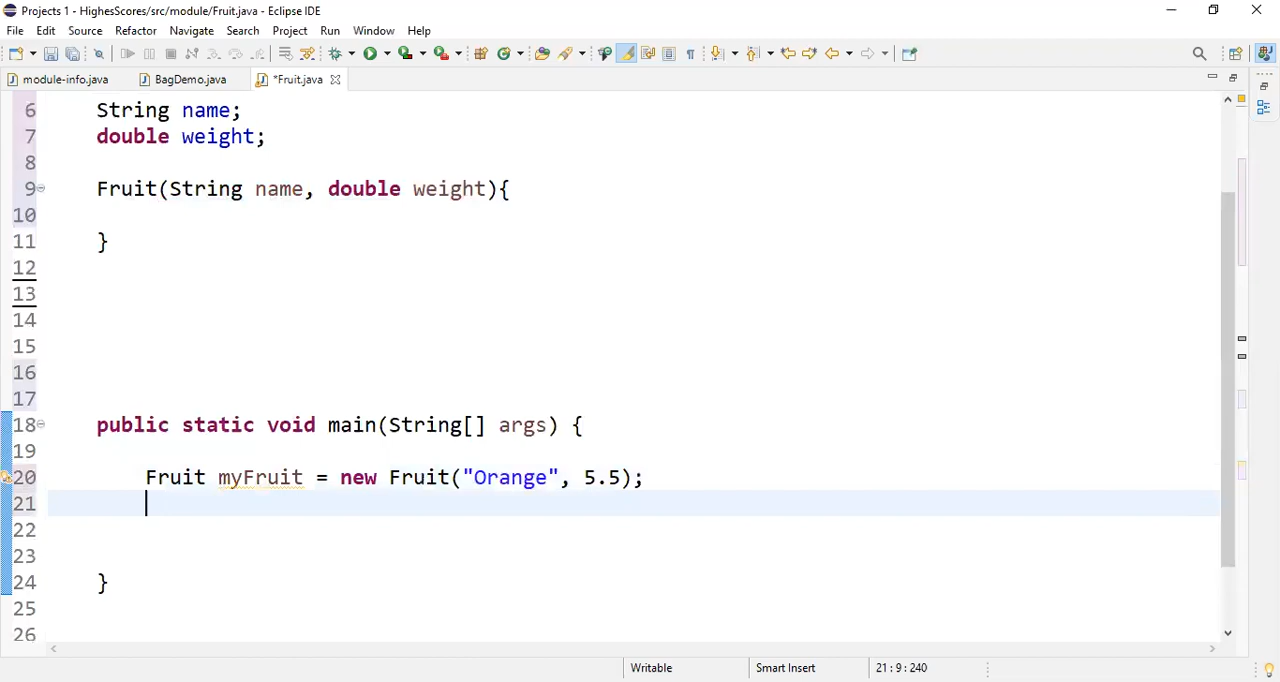 Projects 1 - HighesScores/src/module/Fruit.java - Eclipse IDE
File Edit Source Refactor Navigate Search Project Run Window Help
module-info.java BagDemo.java *Fruit.java
6 String name;
7 double weight;
8
9 Fruit(String name, double weight){
10
11 }
12
13
14
15
16
17
18 public static void main(String[] args) {
19
20 Fruit myFruit = new Fruit("Orange", 5.5);
21
22
23
24 }
25
26
Writable Smart Insert 21 : 9 : 240